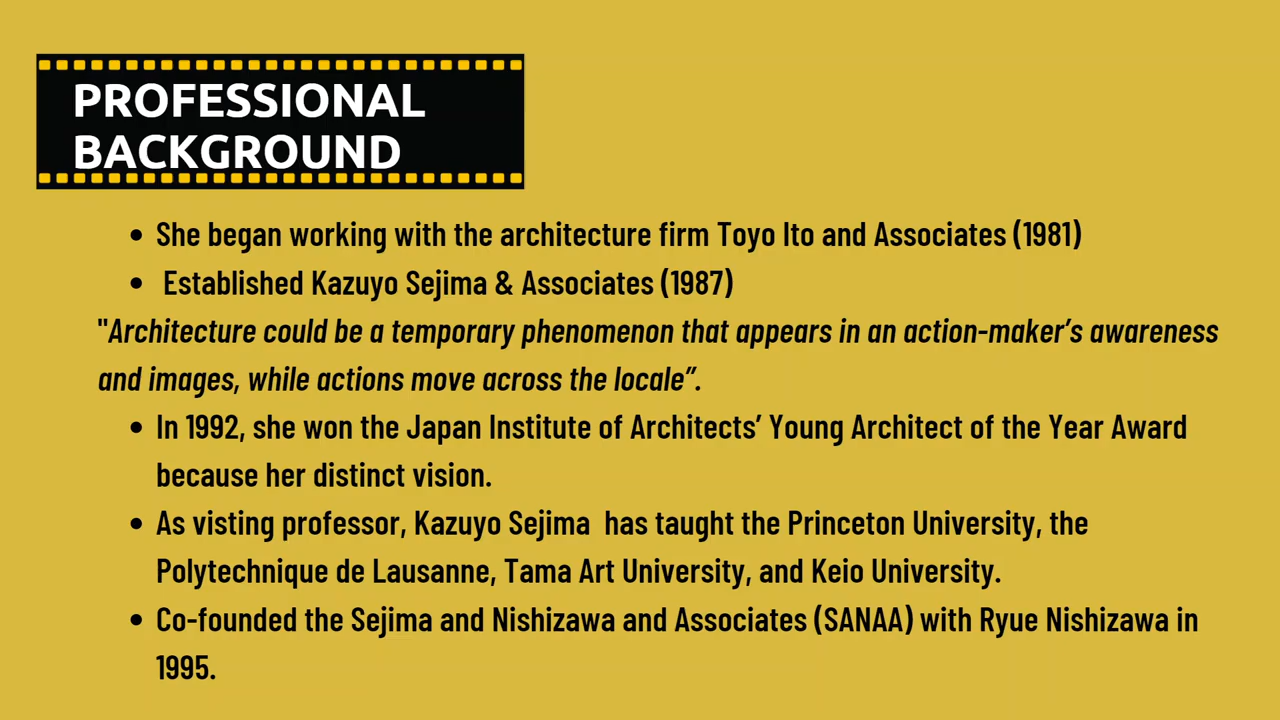 PROFESSIONAL
BACKGROUND
• She began working with the architecture firm Toyo Ito and Associates (1981)
• Established Kazuyo Sejima & Associates (1987)
"Architecture could be a temporary phenomenon that appears in an action-maker’s awareness
and images, while actions move across the locale”.
• In 1992, she won the Japan Institute of Architects’ Young Architect of the Year Award
because her distinct vision.
• As visting professor, Kazuyo Sejima  has taught the Princeton University, the
Polytechnique de Lausanne, Tama Art University, and Keio University.
• Co-founded the Sejima and Nishizawa and Associates (SANAA) with Ryue Nishizawa in
1995.